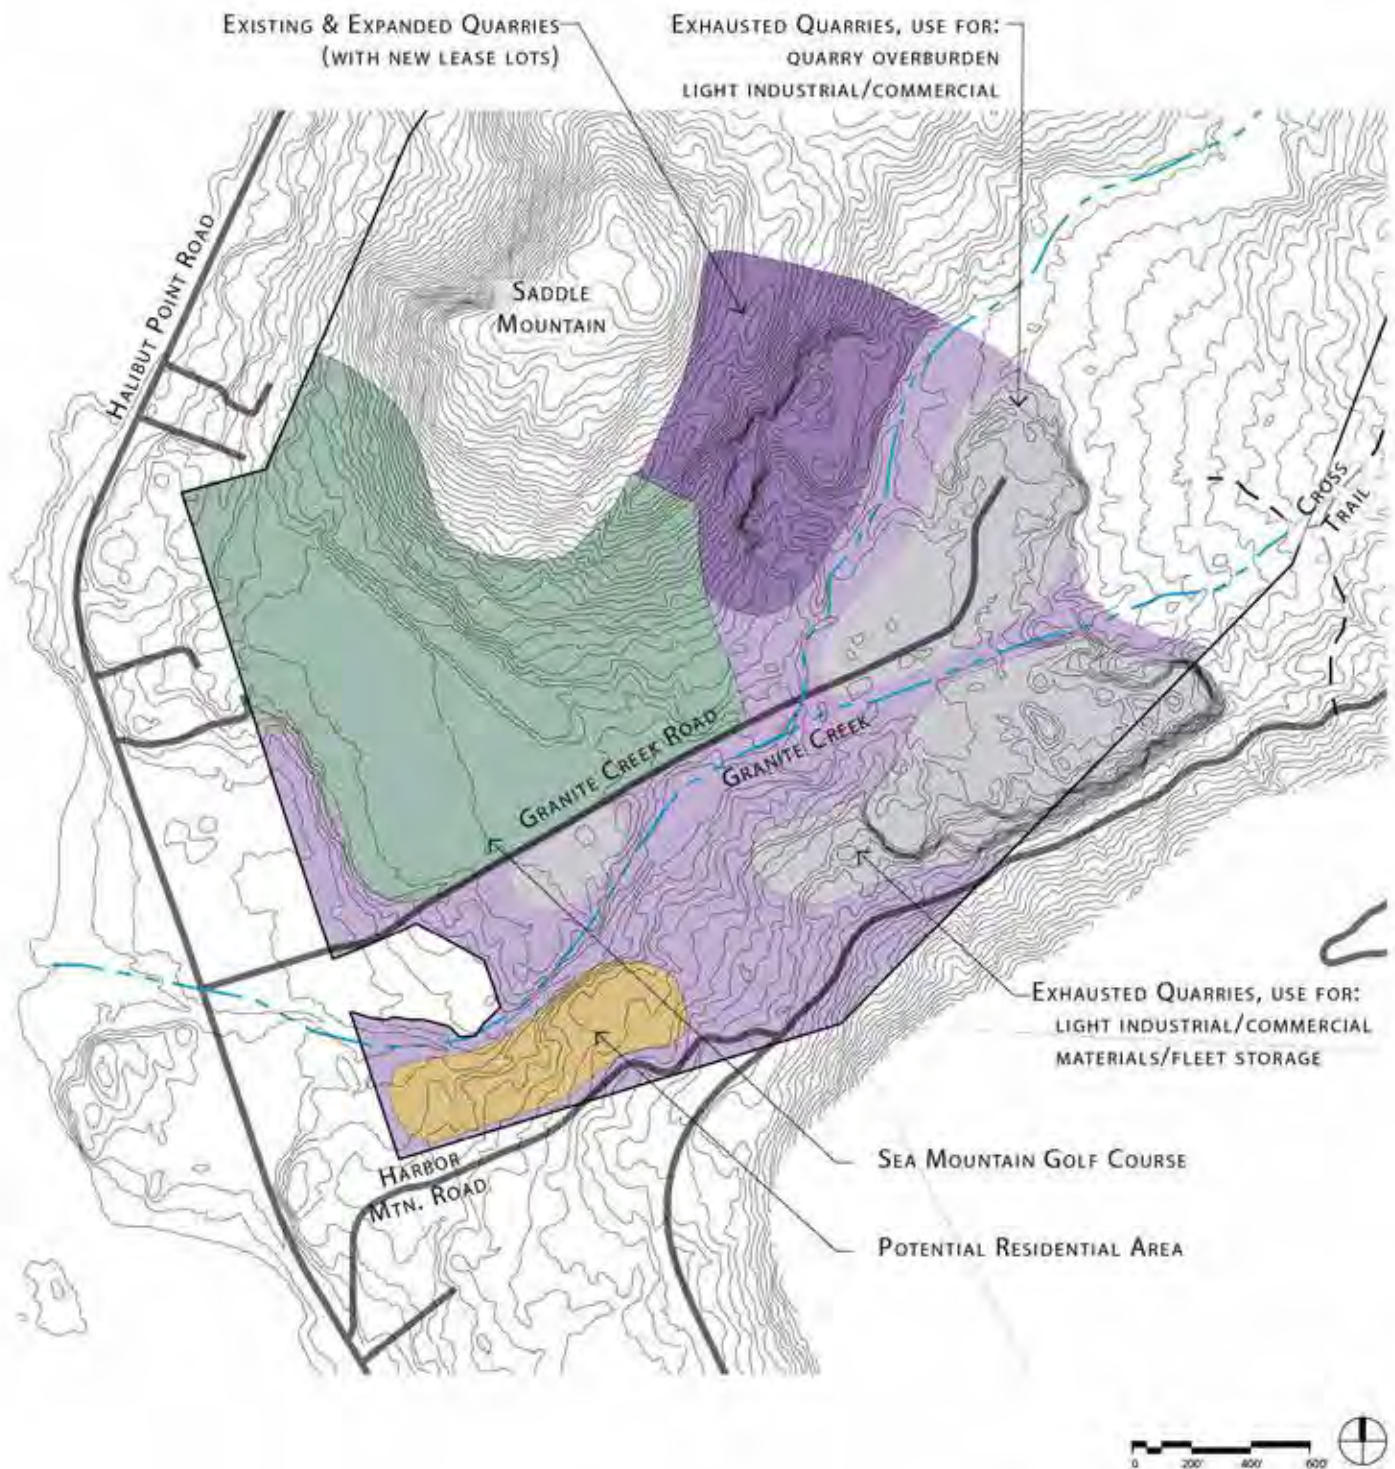 Existing & Expanded Quarries
(with new lease lots)
Exhausted Quarries, use for:
quarry overburden
light industrial/commercial
Halibut Point Road
Saddle
Mountain
Cross
Trail
Granite Creek Road
Granite Creek
Exhausted Quarries, use for:
light industrial/commercial
materials/fleet storage
Sea Mountain Golf Course
Harbor
Mtn. Road
Potential Residential Area
0 200' 400' 600'